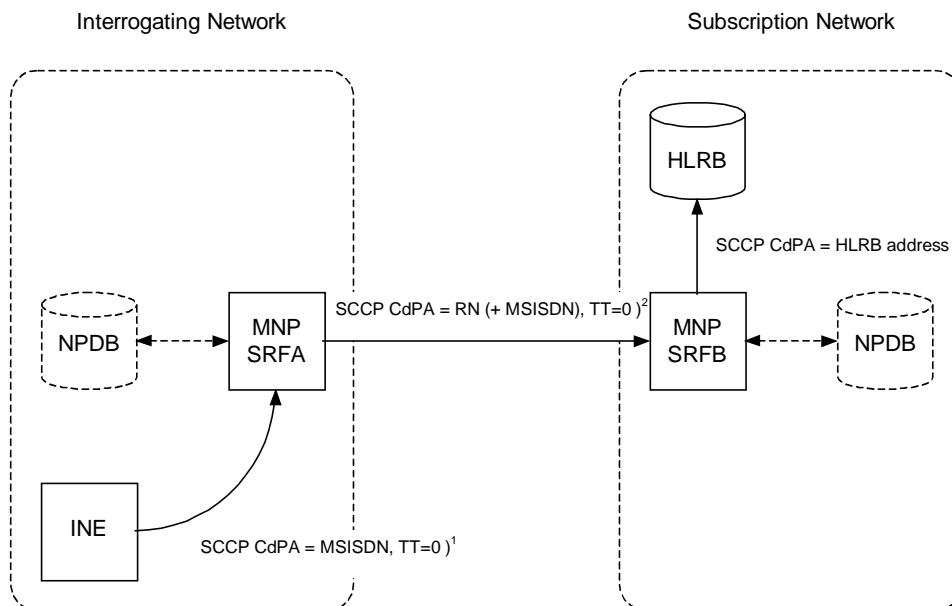 Interrogating Network
Subscription Network
HLRB
SCCP CdPA = HLRB address
SCCP CdPA = RN (+ MSISDN), TT=0 )2
NPDB
MNP
SRFA
MNP
SRFB
NPDB
INE
SCCP CdPA = MSISDN, TT=0 )1